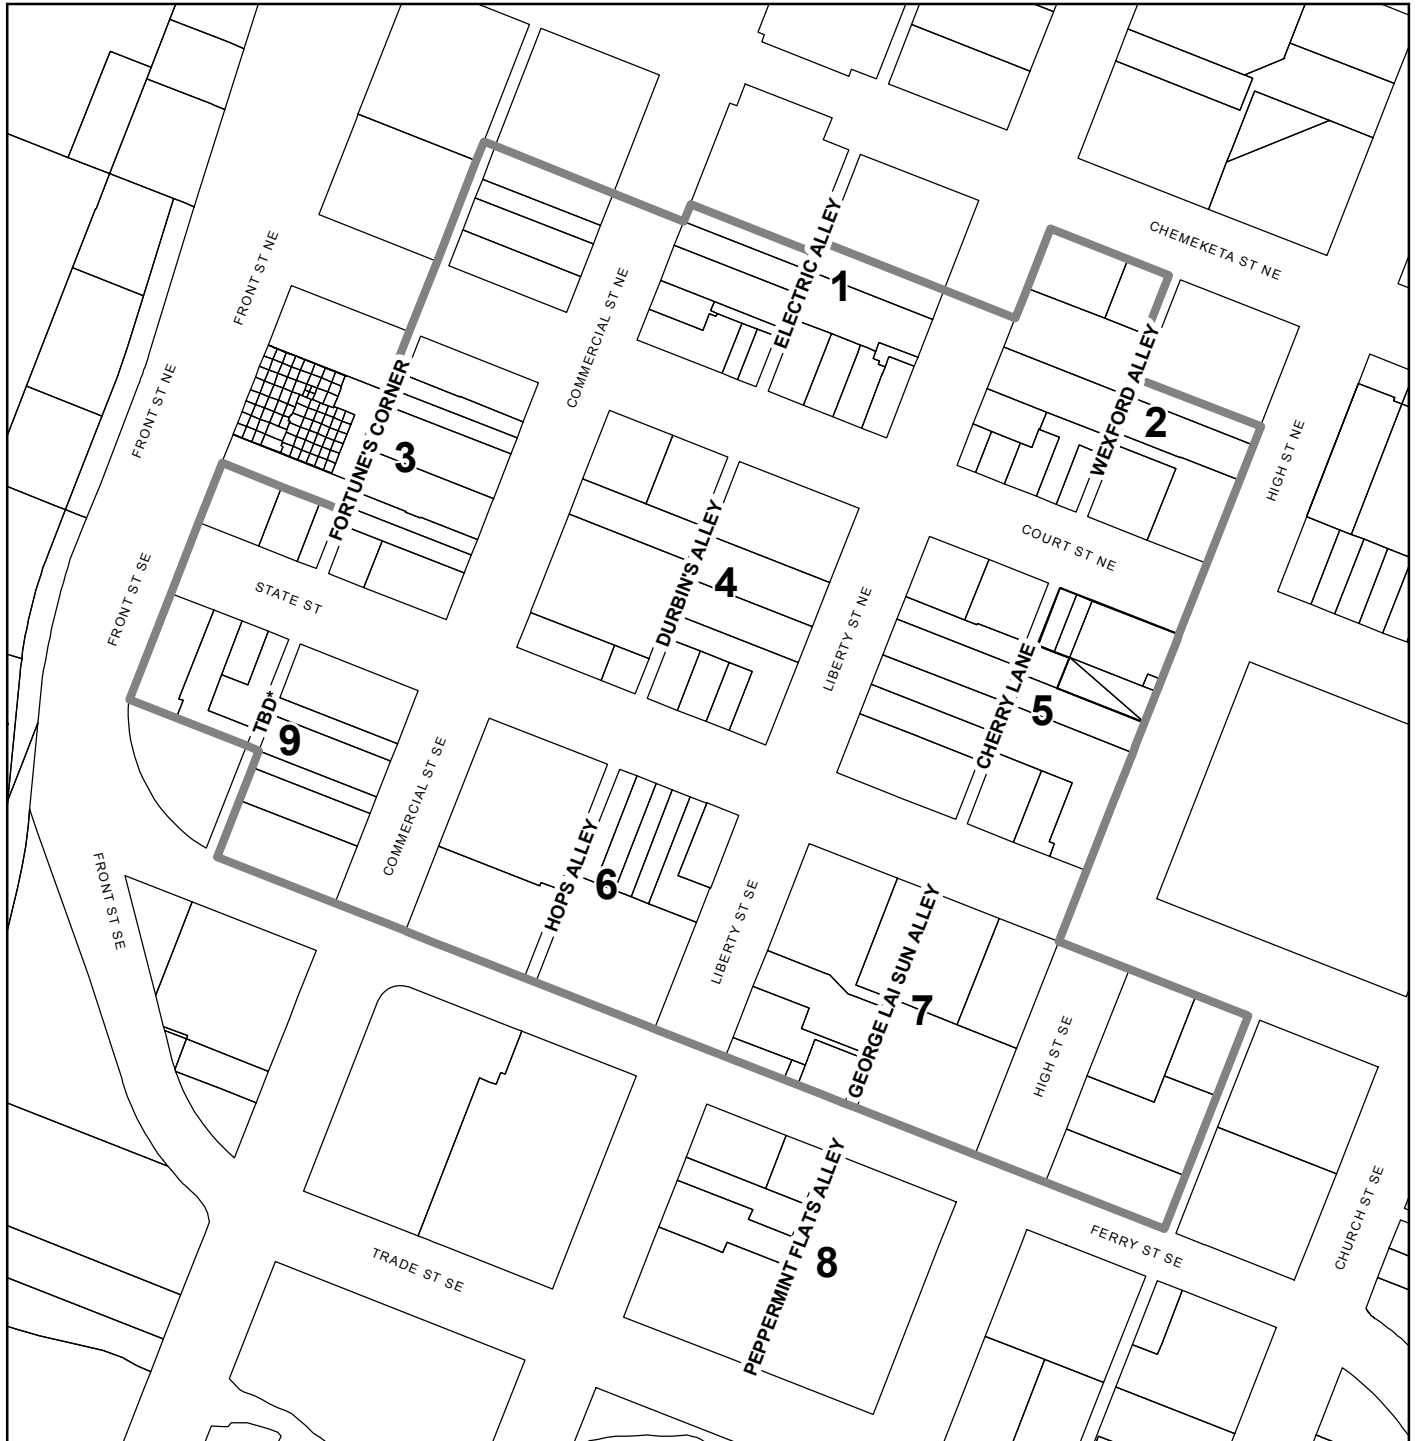 CHEMEKETA ST NE
FRONT ST NE
ELECTRIC ALLEY
1
COMMERCIAL ST NE
WEXFORD ALLEY
2
FRONT ST NE
FORTUNE'S CORNER
3
HIGH ST NE
COURT ST NE
DURBIN'S ALLEY
4
FRONT ST SE
STATE ST
LIBERTY ST NE
CHERRY LANE
5
TBD*
9
COMMERCIAL ST SE
HOPS ALLEY
6
FRONT ST SE
LIBERTY ST SE
GEORGE LAI SUN ALLEY
7
HIGH ST SE
PEPPERMINT FLATS ALLEY
8
FERRY ST SE
CHURCH ST SE
TRADE ST SE